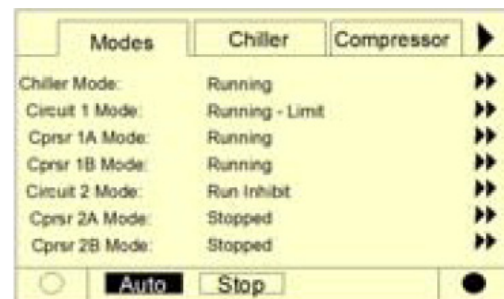 Modes Chiller Compressor
Chiller Mode: Running
Circuit 1 Mode: Running - Limit
Cprsr 1A Mode: Running
Cprsr 1B Mode: Running
Circuit 2 Mode: Run Inhibit
Cprsr 2A Mode: Stopped
Cprsr 2B Mode: Stopped
Auto Stop